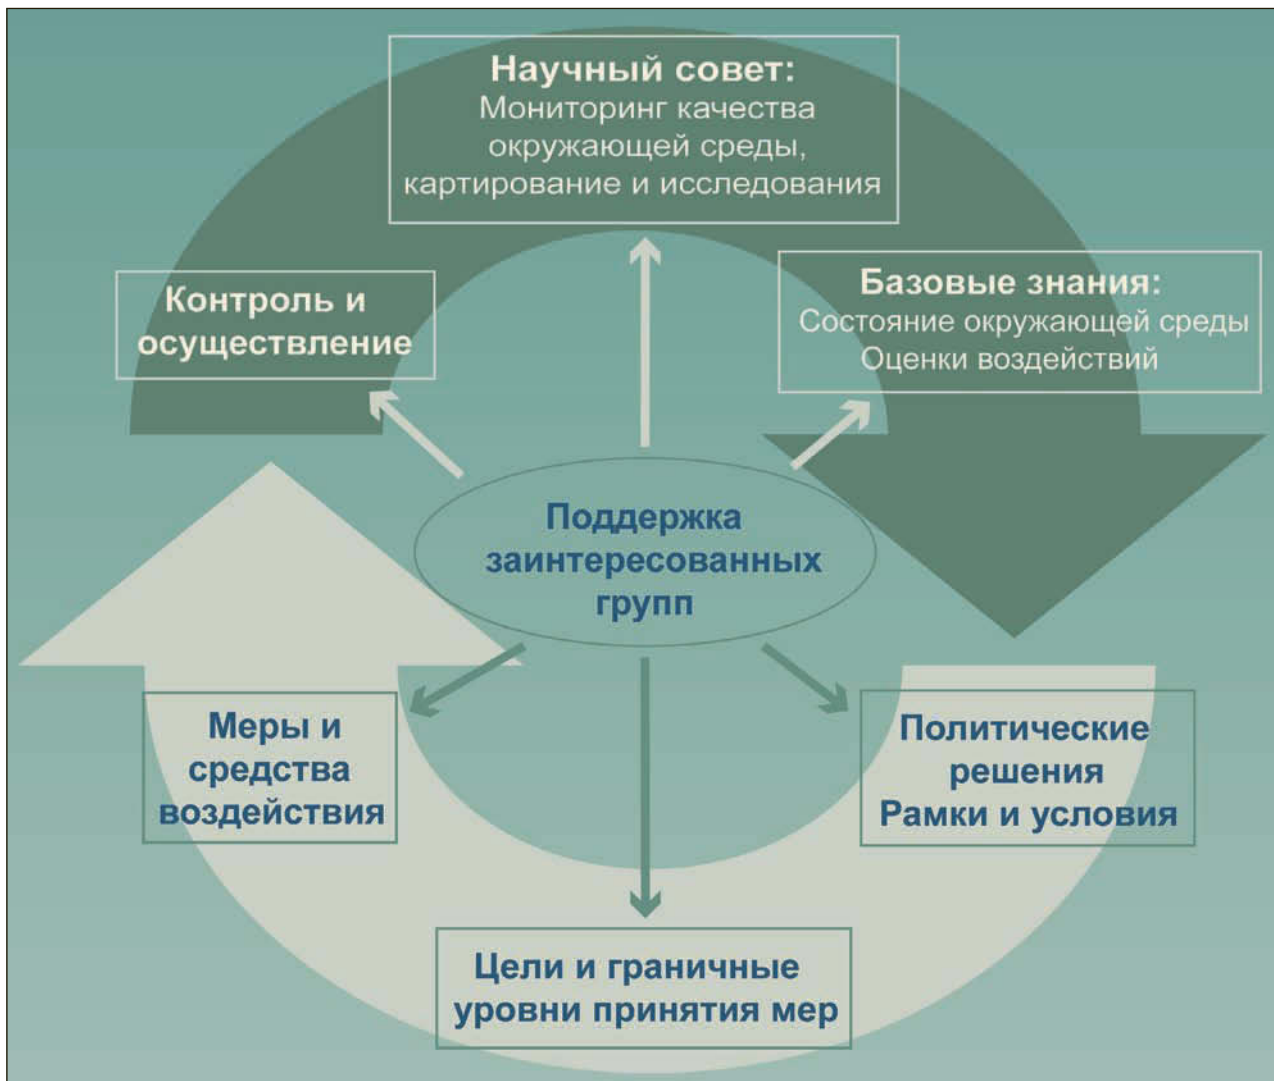 Научный совет:
Мониторинг качества
окружающей среды,
картирование и исследования
Контроль и
осуществление
Базовые знания:
Состояние окружающей среды
Оценки воздействий
Поддержка
заинтересованных
групп
Меры и
средства
воздействия
Политические
решения
Рамки и условия
Цели и граничные
уровни принятия мер